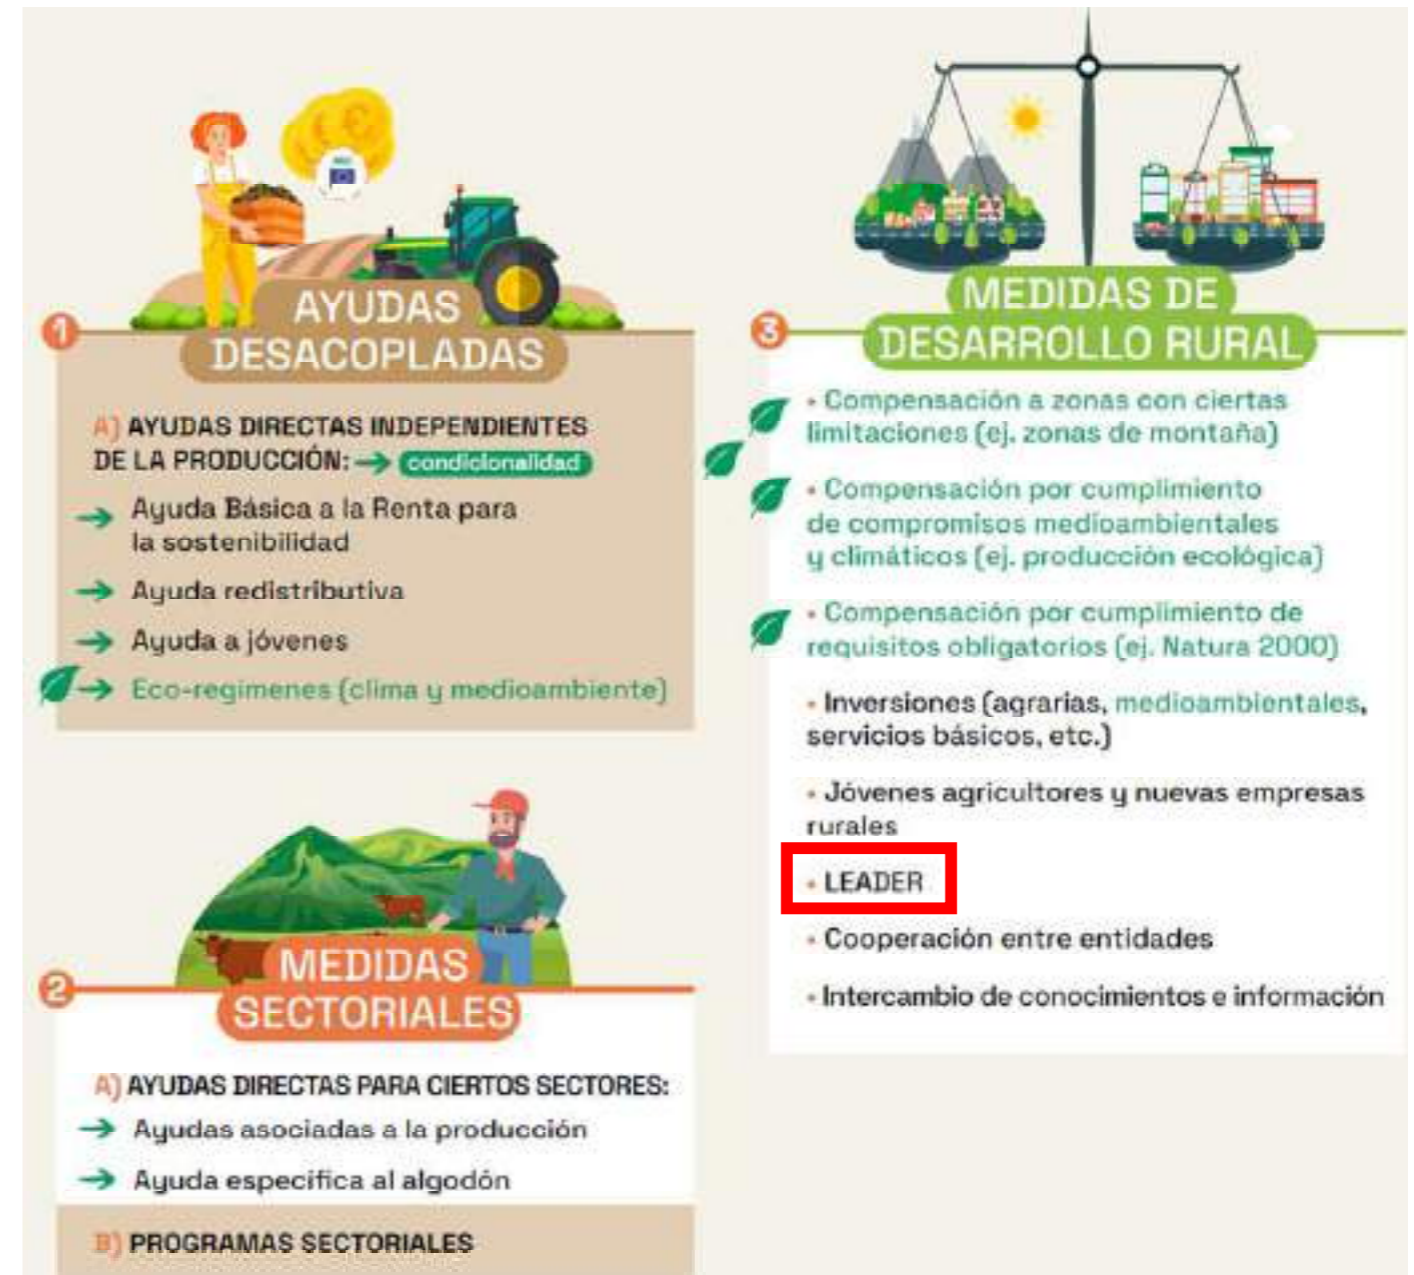 1
AYUDAS
DESACOPLADAS
A) AYUDAS DIRECTAS INDEPENDIENTES
DE LA PRODUCCIÓN: → condicionalidad
→ Ayuda Básica a la Renta para
la sostenibilidad
→ Ayuda redistributiva
→ Ayuda a jóvenes
→ Eco-regímenes (clima y medioambiente)
2
MEDIDAS
SECTORIALES
A) AYUDAS DIRECTAS PARA CIERTOS SECTORES:
→ Ayudas asociadas a la producción
→ Ayuda específica al algodón
B) PROGRAMAS SECTORIALES
3
MEDIDAS DE
DESARROLLO RURAL
• Compensación a zonas con ciertas
limitaciones (ej. zonas de montaña)
• Compensación por cumplimiento
de compromisos medioambientales
y climáticos (ej. producción ecológica)
• Compensación por cumplimiento de
requisitos obligatorios (ej. Natura 2000)
• Inversiones (agrarias, medioambientales,
servicios básicos, etc.)
• Jóvenes agricultores y nuevas empresas
rurales
• LEADER
• Cooperación entre entidades
• Intercambio de conocimientos e información